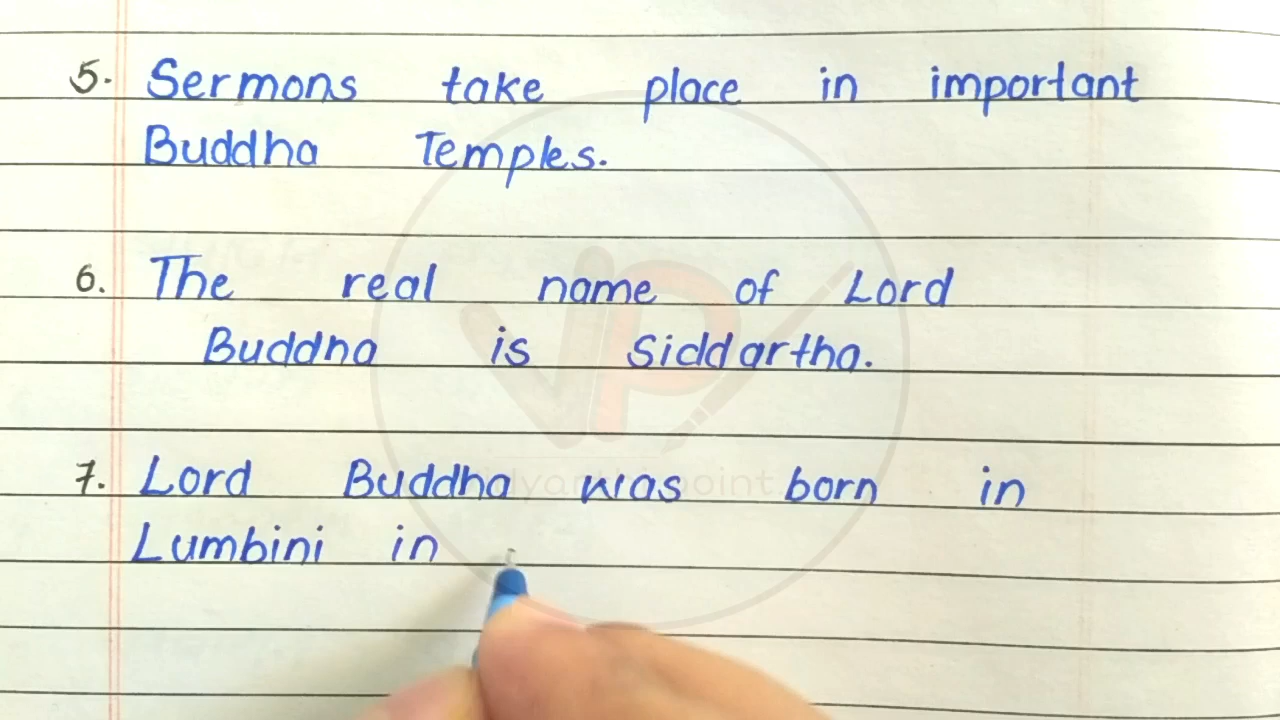 5. Sermons take place in important
Buddha Temples.
6. The real name of Lord
Buddha is Siddartha.
7. Lord Buddha was born in
Lumbini in